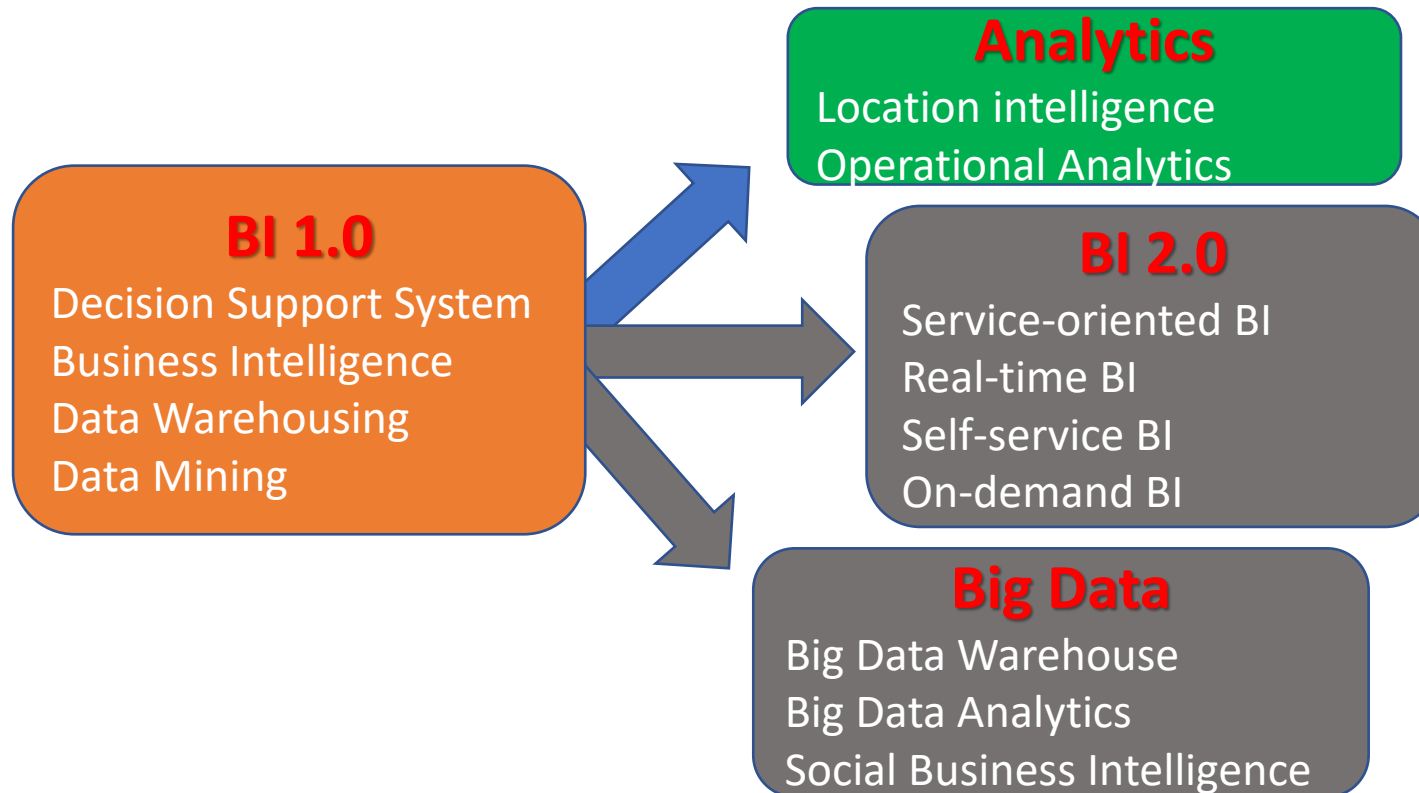 BI 1.0
Decision Support System
Business Intelligence
Data Warehousing
Data Mining
Analytics
Location intelligence
Operational Analytics
BI 2.0
Service-oriented BI
Real-time BI
Self-service BI
On-demand BI
Big Data
Big Data Warehouse
Big Data Analytics
Social Business Intelligence